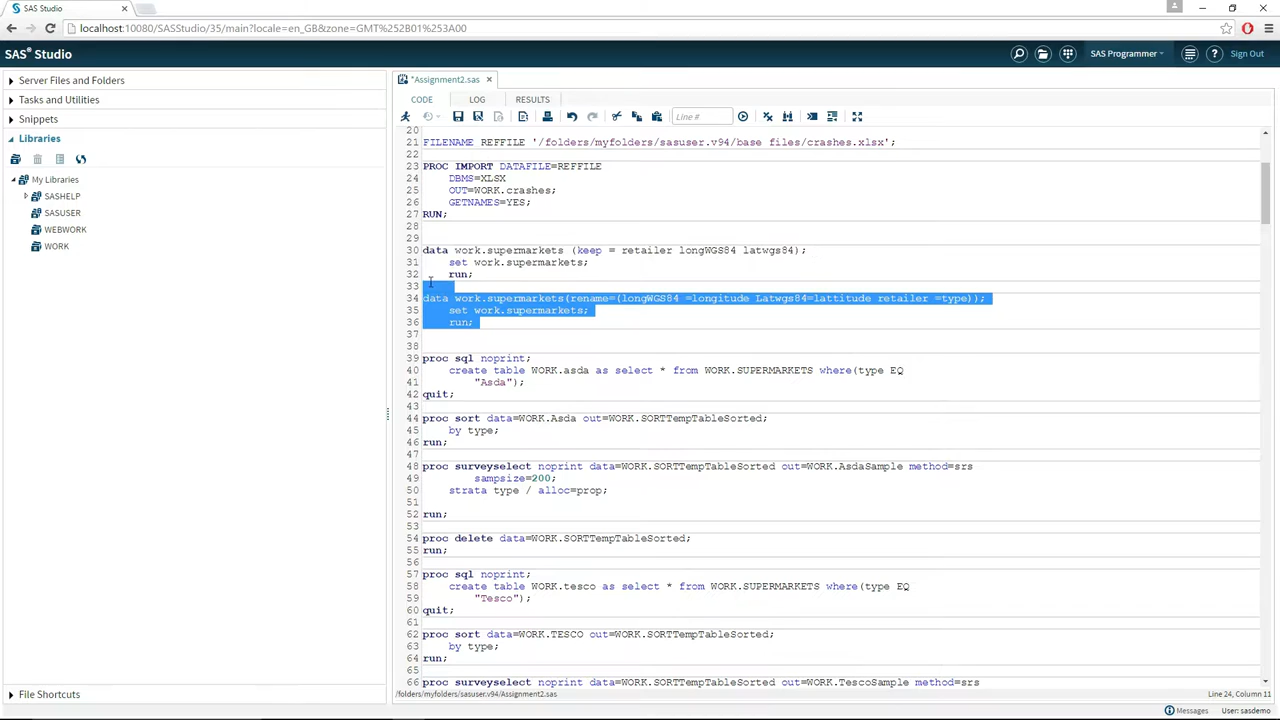 SAS Studio
localhost:10080/SASStudio/35/main?locale=en_GB&zone=GMT%252B01%253A00
SAS® Studio
SAS Programmer
Sign Out
Server Files and Folders
Tasks and Utilities
Snippets
Libraries
My Libraries
SASHELP
SASUSER
WEBWORK
WORK
File Shortcuts
*Assignment2.sas
CODE LOG RESULTS
Line #
20
21 FILENAME REFFILE '/folders/myfolders/sasuser.v94/base files/crashes.xlsx';
22
23 PROC IMPORT DATAFILE=REFFILE
24 DBMS=XLSX
25 OUT=WORK.crashes;
26 GETNAMES=YES;
27 RUN;
28
29
30 data work.supermarkets (keep = retailer longWGS84 latwgs84);
31 set work.supermarkets;
32 run;
33
34 data work.supermarkets(rename=(longWGS84 =longitude Latwgs84=lattitude retailer =type));
35 set work.supermarkets;
36 run;
37
38
39 proc sql noprint;
40 create table WORK.asda as select * from WORK.SUPERMARKETS where(type EQ
41 "Asda");
42 quit;
43
44 proc sort data=WORK.Asda out=WORK.SORTTempTableSorted;
45 by type;
46 run;
47
48 proc surveyselect noprint data=WORK.SORTTempTableSorted out=WORK.AsdaSample method=srs
49 sampsize=200;
50 strata type / alloc=prop;
51
52 run;
53
54 proc delete data=WORK.SORTTempTableSorted;
55 run;
56
57 proc sql noprint;
58 create table WORK.tesco as select * from WORK.SUPERMARKETS where(type EQ
59 "Tesco");
60 quit;
61
62 proc sort data=WORK.TESCO out=WORK.SORTTempTableSorted;
63 by type;
64 run;
65
66 proc surveyselect noprint data=WORK.SORTTempTableSorted out=WORK.TescoSample method=srs
/folders/myfolders/sasuser.v94/Assignment2.sas
Line 24, Column 11
Messages
User: sasdemo